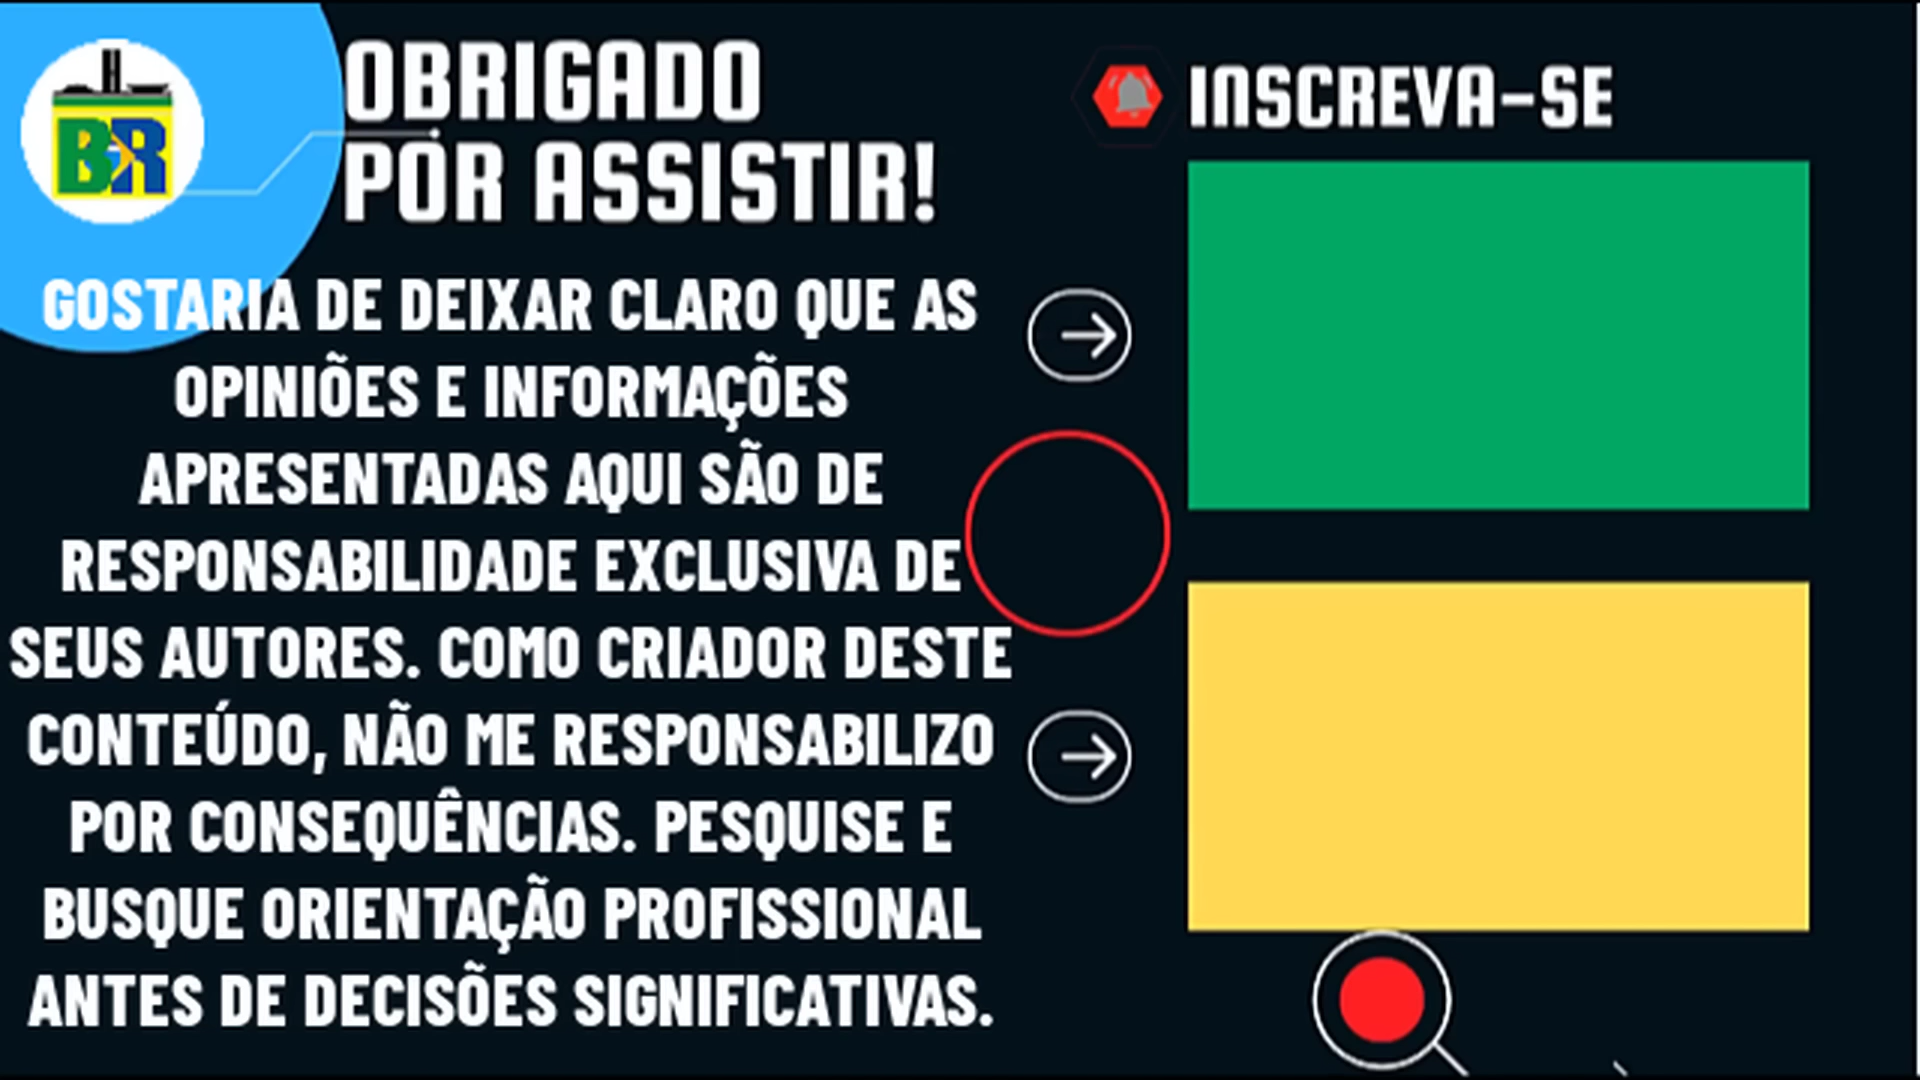 BR
OBRIGADO
POR ASSISTIR!
INSCREVA-SE
GOSTARIA DE DEIXAR CLARO QUE AS
OPINIÕES E INFORMAÇÕES
APRESENTADAS AQUI SÃO DE
RESPONSABILIDADE EXCLUSIVA DE
SEUS AUTORES. COMO CRIADOR DESTE
CONTEÚDO, NÃO ME RESPONSABILIZO
POR CONSEQUÊNCIAS. PESQUISE E
BUSQUE ORIENTAÇÃO PROFISSIONAL
ANTES DE DECISÕES SIGNIFICATIVAS.